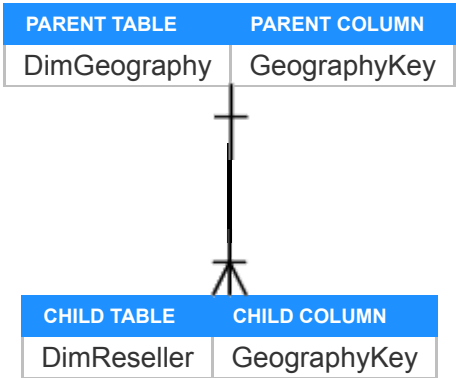 PARENT TABLE PARENT COLUMN
DimGeography GeographyKey
CHILD TABLE CHILD COLUMN
DimReseller GeographyKey